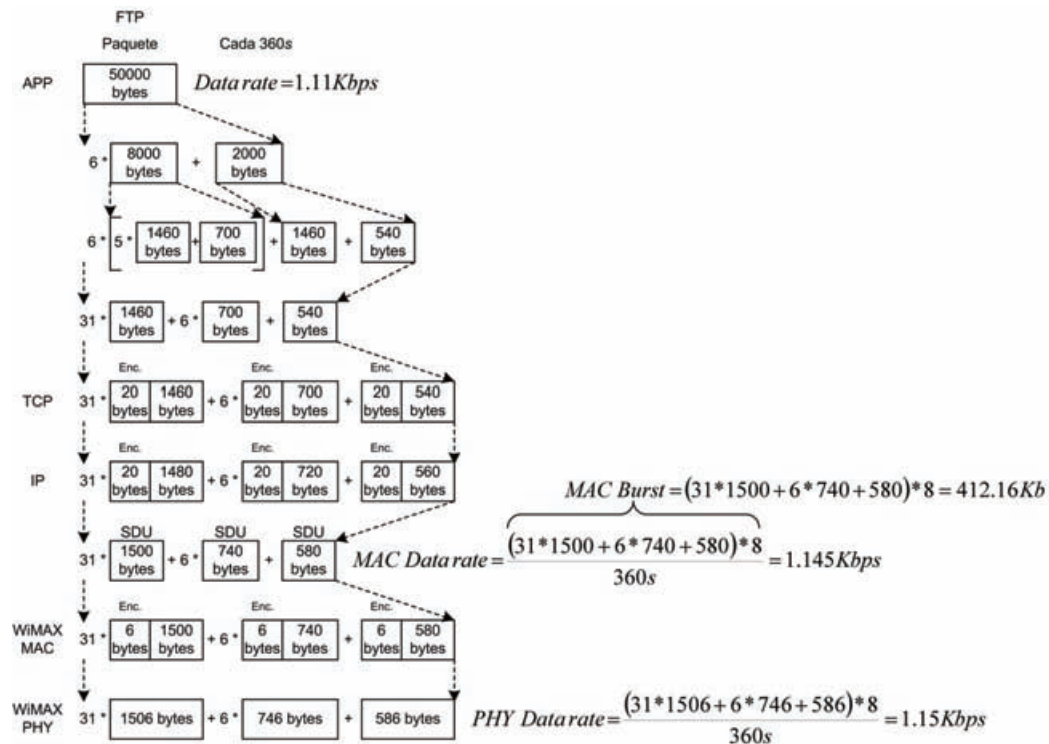 FTP
Paquete Cada 360s
APP 50000 bytes Data rate = 1.11Kbps
6 * 8000 bytes + 2000 bytes
6 * [ 5 * 1460 bytes + 700 bytes ] + 1460 bytes + 540 bytes
31 * 1460 bytes + 6 * 700 bytes + 540 bytes
Enc. Enc. Enc.
TCP 31 * 20 bytes 1460 bytes + 6 * 20 bytes 700 bytes + 20 bytes 540 bytes
Enc. Enc. Enc.
IP 31 * 20 bytes 1480 bytes + 6 * 20 bytes 720 bytes + 20 bytes 560 bytes
MAC Burst = (31*1500 + 6*740 + 580)*8 = 412.16Kb
SDU SDU SDU
31 * 1500 bytes + 6 * 740 bytes + 580 bytes MAC Data rate = (31*1500 + 6*740 + 580)*8 / 360s = 1.145Kbps
Enc. Enc. Enc.
WiMAX MAC 31 * 6 bytes 1500 bytes + 6 * 6 bytes 740 bytes + 6 bytes 580 bytes
WiMAX PHY 31 * 1506 bytes + 6 * 746 bytes + 586 bytes PHY Data rate = (31*1506 + 6*746 + 586)*8 / 360s = 1.15Kbps